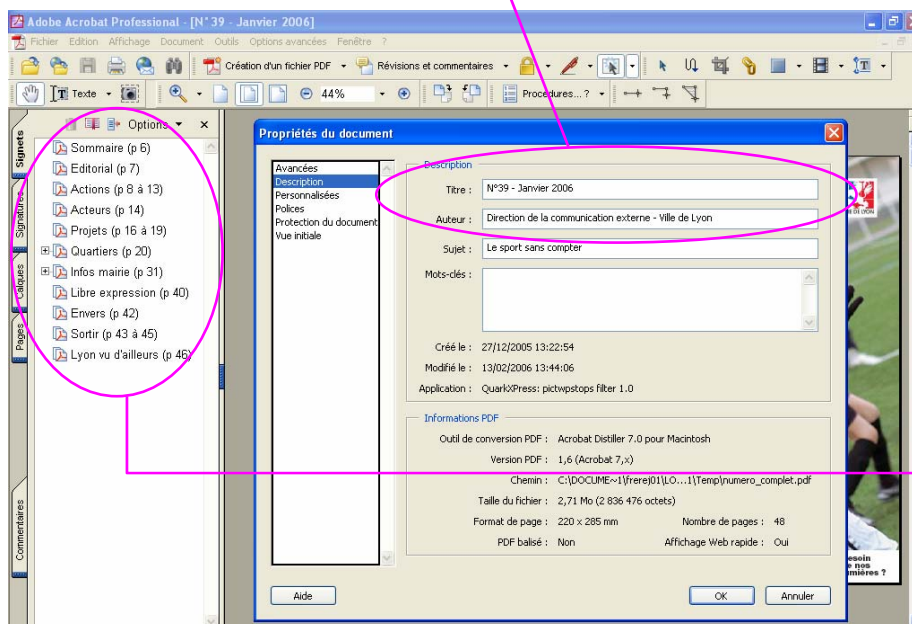 Adobe Acrobat Professional - [N°39 - Janvier 2006]
Fichier Edition Affichage Document Outils Options avancées Fenêtre ?
Création d'un fichier PDF Révisions et commentaires
Texte 44% Procédures...?
Signets
Signatures
Calques
Pages
Commentaires
Options
Sommaire (p 6)
Editorial (p 7)
Actions (p 8 à 13)
Acteurs (p 14)
Projets (p 16 à 19)
Quartiers (p 20)
Infos mairie (p 31)
Libre expression (p 40)
Envers (p 42)
Sortir (p 43 à 45)
Lyon vu d'ailleurs (p 46)
Propriétés du document
Avancées
Description
Personnalisées
Polices
Protection du document
Vue initiale
Description
Titre : N°39 - Janvier 2006
Auteur : Direction de la communication externe - Ville de Lyon
Sujet : Le sport sans compter
Mots-clés :
Créé le : 27/12/2005 13:22:54
Modifié le : 13/02/2006 13:44:06
Application : QuarkXPress: pictwpstops filter 1.0
Informations PDF
Outil de conversion PDF : Acrobat Distiller 7.0 pour Macintosh
Version PDF : 1,6 (Acrobat 7,x)
Chemin : C:\DOCUME~1\frerej01\LO...1\Temp\numero_complet.pdf
Taille du fichier : 2,71 Mo (2 836 476 octets)
Format de page : 220 x 285 mm Nombre de pages : 48
PDF balisé : Non Affichage Web rapide : Oui
Aide OK Annuler
DE LYON
esoin
e nos
mières ?